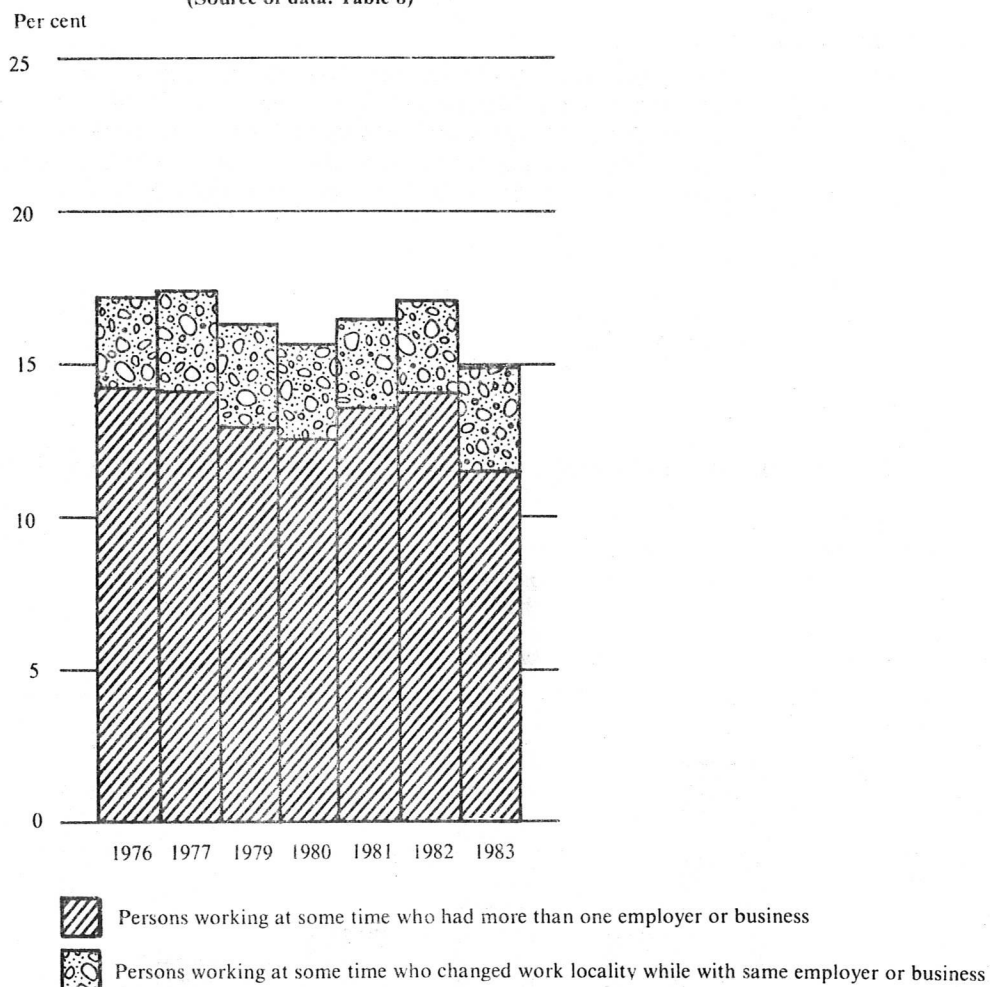 (Source of data: Table 8)
Per cent
25
20
15
10
5
0
1976 1977 1979 1980 1981 1982 1983
Persons working at some time who had more than one employer or business
Persons working at some time who changed work locality while with same employer or business